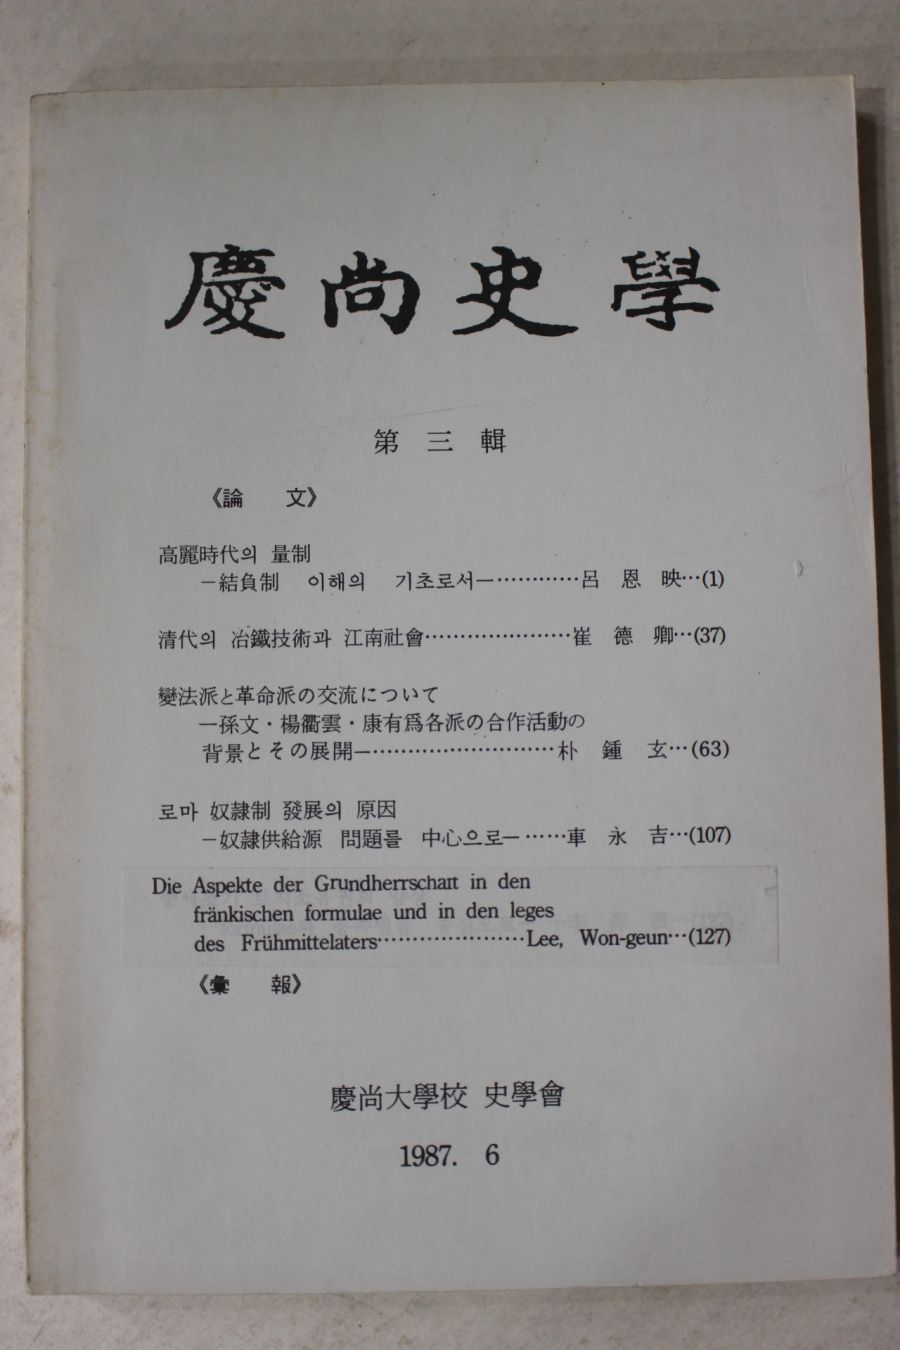 慶尚史學
第三輯
《論 文》
高麗時代의 量制
－結負制 이해의 기초로서－…………呂 恩 映…(1)
清代의 冶鐵技術과 江南社會…………………崔 德 卿…(37)
變法派と革命派の交流について
－孫文・楊衢雲・康有爲各派の合作活動の
背景とその展開－………………………朴 鍾 玄…(63)
로마 奴隷制 發展의 原因
－奴隷供給源 問題를 中心으로－……車 永 吉…(107)
Die Aspekte der Grundherrschaft in den
fränkischen formulae und in den leges
des Frühmittelaters…………………Lee, Won-geun…(127)
《彙 報》
慶尚大學校 史學會
1987. 6